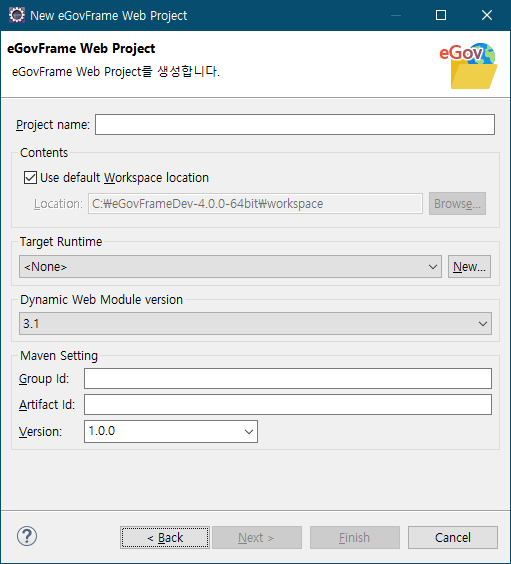 New eGovFrame Web Project
eGovFrame Web Project
eGovFrame Web Project를 생성합니다.
eGov
Project name:
Contents
Use default Workspace location
Location: C:₩eGovFrameDev-4.0.0-64bit₩workspace Browse...
Target Runtime
<None> New...
Dynamic Web Module version
3.1
Maven Setting
Group Id:
Artifact Id:
Version: 1.0.0
? < Back Next > Finish Cancel